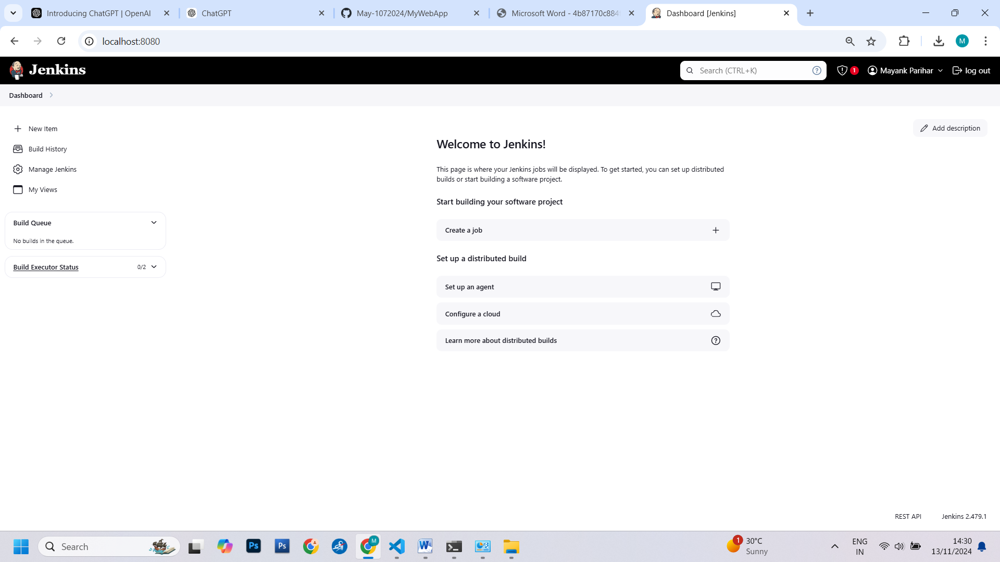 Introducing ChatGPT | OpenAI
ChatGPT
May-1072024/MyWebApp
Microsoft Word - 4b87170c884
Dashboard [Jenkins]
localhost:8080
M
Jenkins
Search (CTRL+K)
?
1
Mayank Parihar
log out
Dashboard
New Item
Build History
Manage Jenkins
My Views
Build Queue
No builds in the queue.
Build Executor Status
0/2
Add description
Welcome to Jenkins!
This page is where your Jenkins jobs will be displayed. To get started, you can set up distributed
builds or start building a software project.
Start building your software project
Create a job
Set up a distributed build
Set up an agent
Configure a cloud
Learn more about distributed builds
?
REST API
Jenkins 2.479.1
Search
Ps
Ps
M
W
1
30°C
Sunny
ENG
IN
14:30
13/11/2024